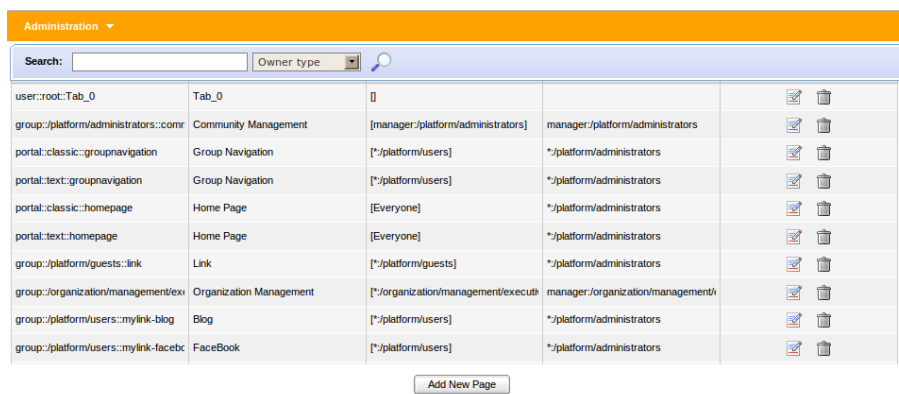 Administration
Search: Owner type
user::root::Tab_0 Tab_0 []
group::/platform/administrators::comr Community Management [manager:/platform/administrators] manager:/platform/administrators
portal::classic::groupnavigation Group Navigation [*:/platform/users] *:/platform/administrators
portal::text::groupnavigation Group Navigation [*:/platform/users] *:/platform/administrators
portal::classic::homepage Home Page [Everyone] *:/platform/administrators
portal::text::homepage Home Page [Everyone] *:/platform/administrators
group::/platform/guests::link Link [*:/platform/guests] *:/platform/administrators
group::/organization/management/exe Organization Management [*:/organization/management/executi manager:/organization/management/
group::/platform/users::mylink-blog Blog [*:/platform/users] *:/platform/administrators
group::/platform/users::mylink-facebo FaceBook [*:/platform/users] *:/platform/administrators
Add New Page